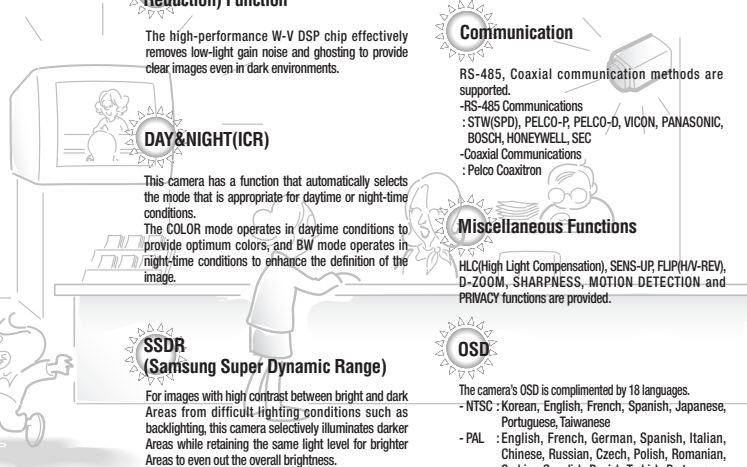 Reduction) Function
The high-performance W-V DSP chip effectively
removes low-light gain noise and ghosting to provide
clear images even in dark environments.
DAY&NIGHT(ICR)
This camera has a function that automatically selects
the mode that is appropriate for daytime or night-time
conditions.
The COLOR mode operates in daytime conditions to
provide optimum colors, and BW mode operates in
night-time conditions to enhance the definition of the
image.
SSDR
(Samsung Super Dynamic Range)
For images with high contrast between bright and dark
Areas from difficult lighting conditions such as
backlighting, this camera selectively illuminates darker
Areas while retaining the same light level for brighter
Areas to even out the overall brightness.
Communication
RS-485, Coaxial communication methods are
supported.
-RS-485 Communications
: STW(SPD), PELCO-P, PELCO-D, VICON, PANASONIC,
BOSCH, HONEYWELL, SEC
-Coaxial Communications
: Pelco Coaxitron
Miscellaneous Functions
HLC(High Light Compensation), SENS-UP, FLIP(H/V-REV),
D-ZOOM, SHARPNESS, MOTION DETECTION and
PRIVACY functions are provided.
OSD
The camera's OSD is complimented by 18 languages.
- NTSC : Korean, English, French, Spanish, Japanese,
Portuguese, Taiwanese
- PAL : English, French, German, Spanish, Italian,
Chinese, Russian, Czech, Polish, Romanian,